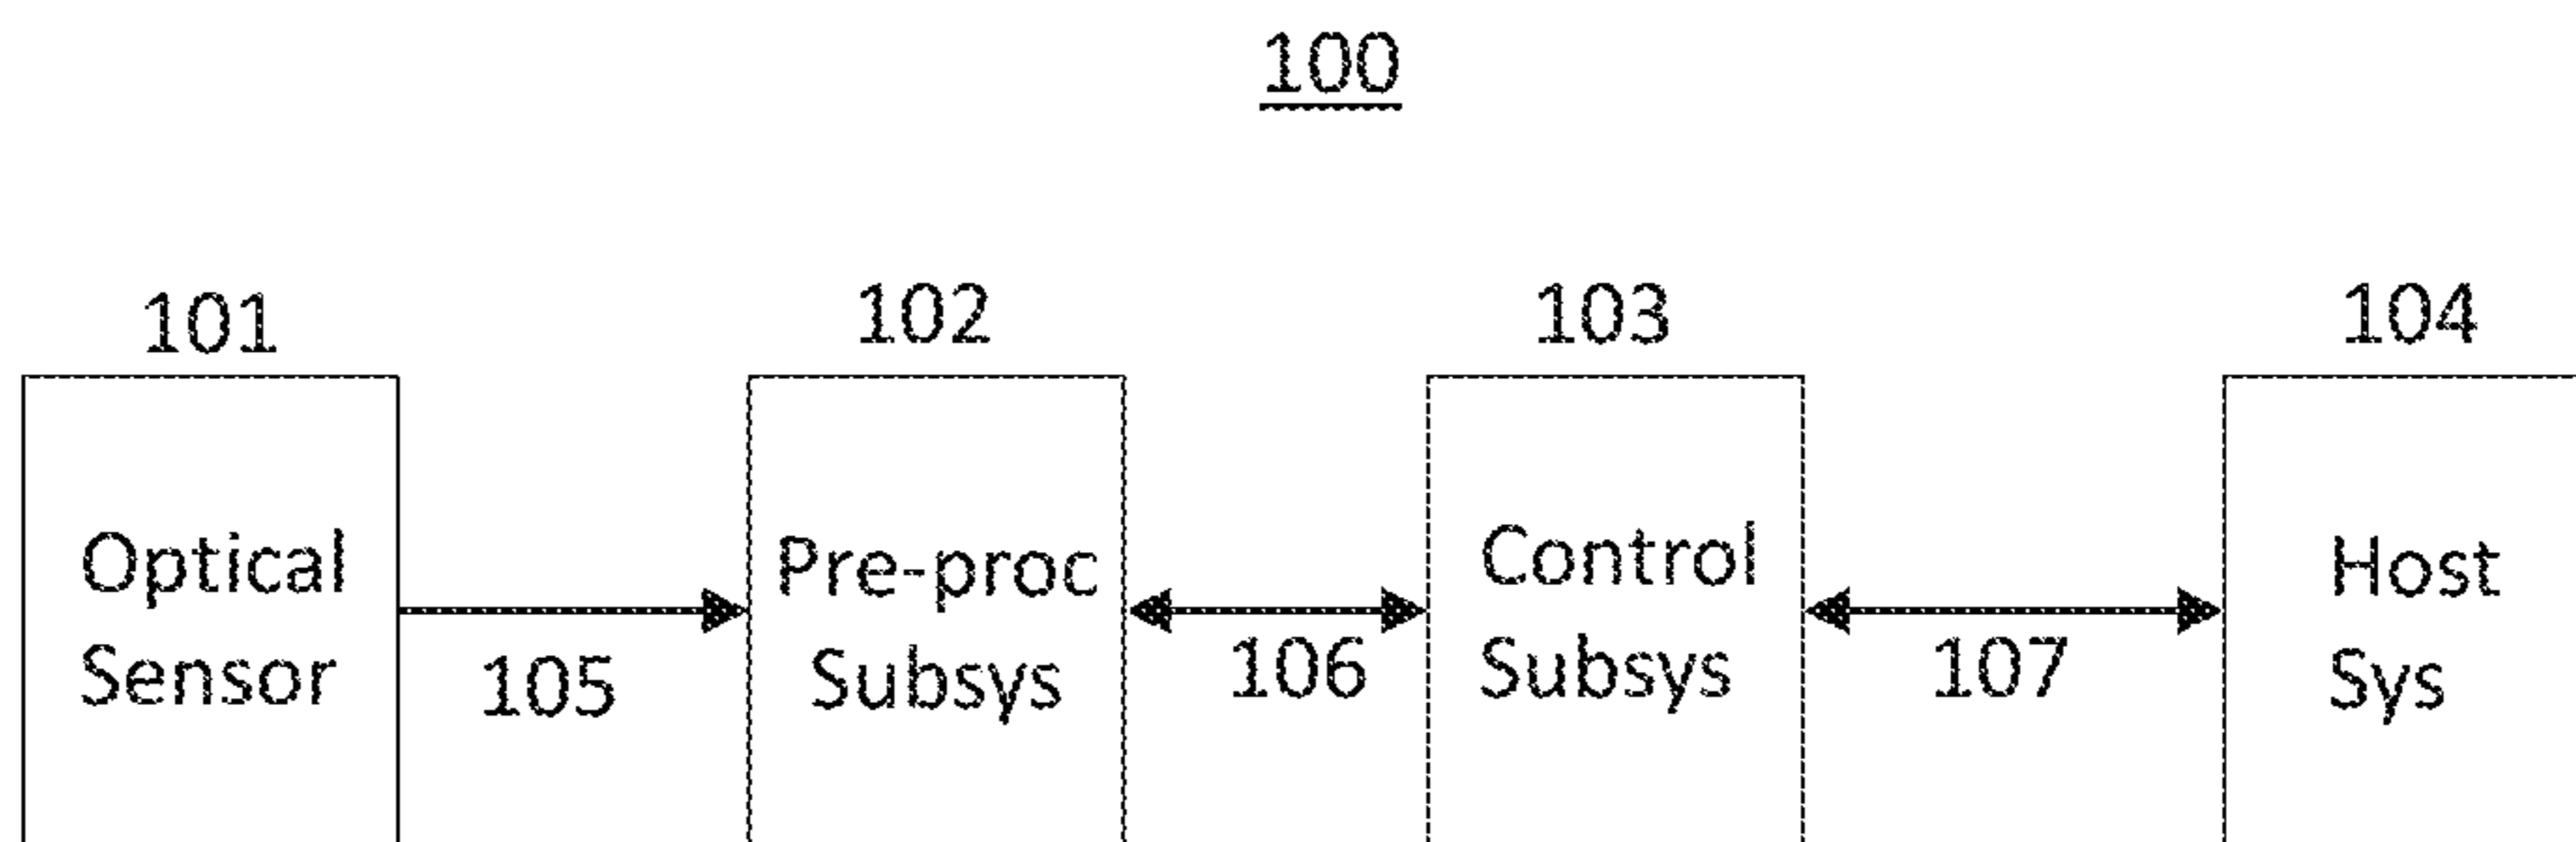 100
101
102
103
104
Optical
Sensor
Pre-proc
Subsys
Control
Subsys
Host
Sys
105
106
107